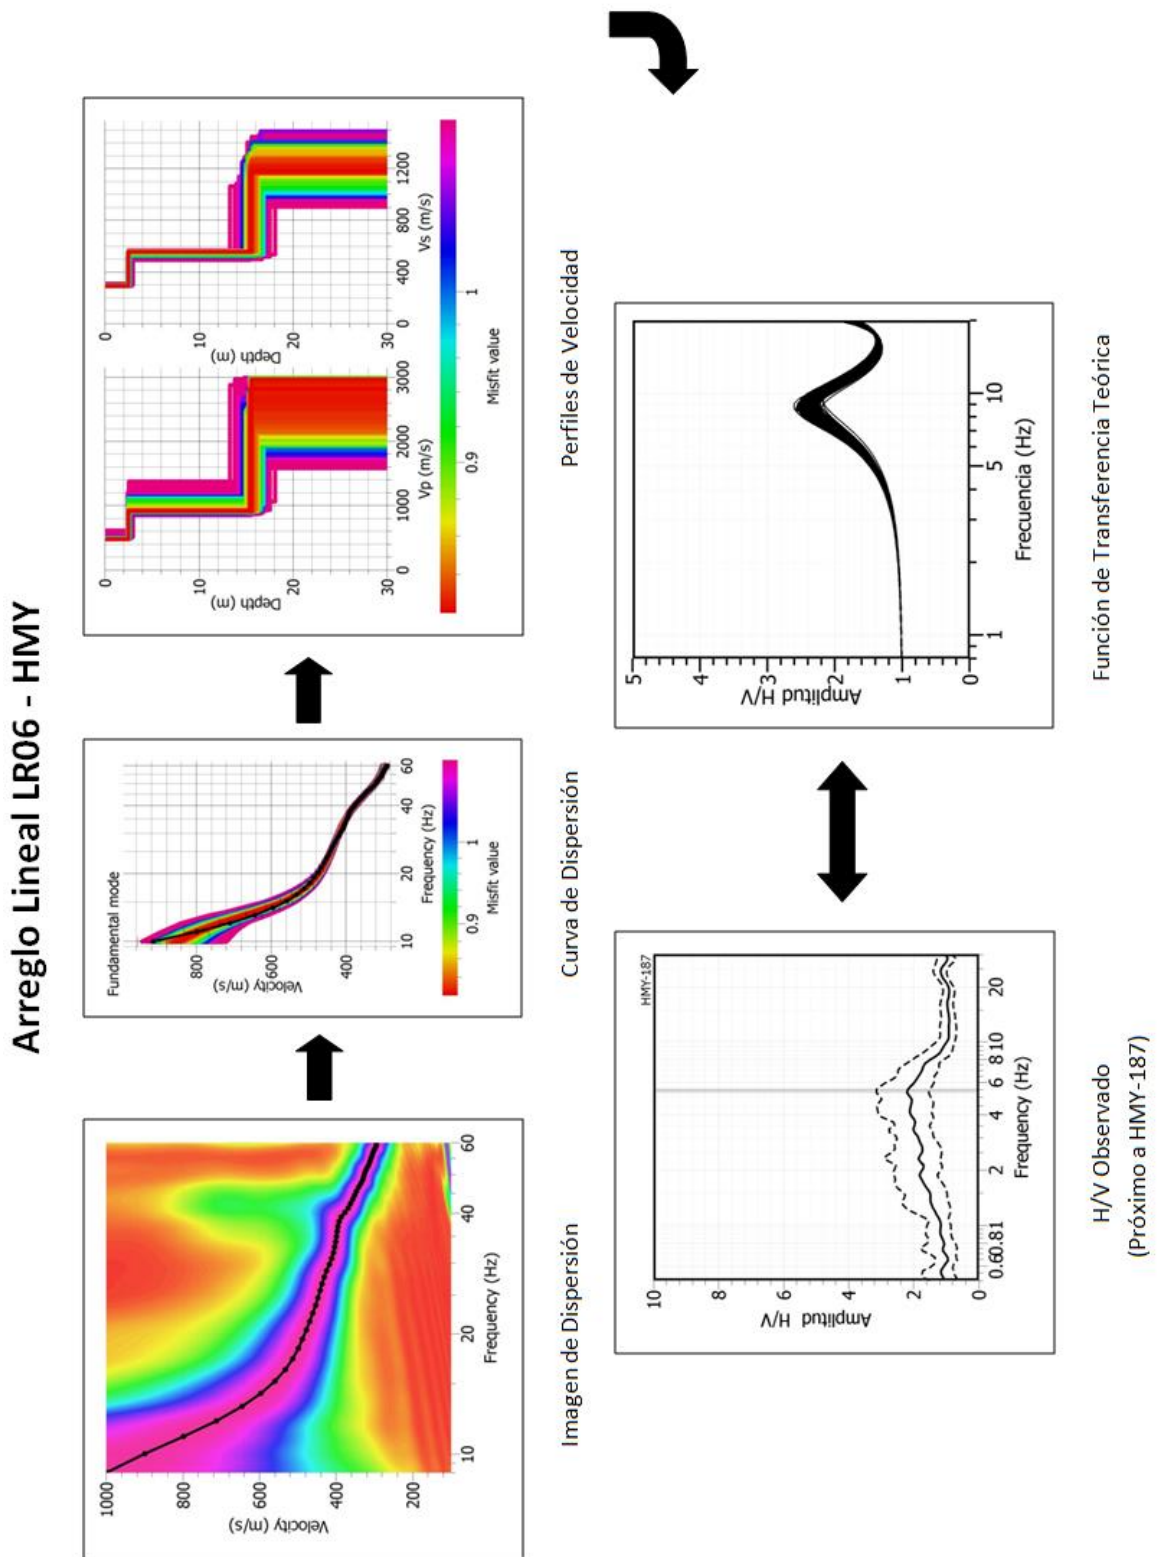 Arreglo Lineal LR06 - HMY
1000
800
600
400
200
Velocity (m/s)
10
20
40
60
Frequency (Hz)
Imagen de Dispersión
Fundamental mode
800
600
400
Velocity (m/s)
10
20
40
60
Frequency (Hz)
0.9
1
Misfit value
Curva de Dispersión
0
10
20
30
Depth (m)
0
1000
2000
3000
Vp (m/s)
0
10
20
30
Depth (m)
0
400
800
1200
Vs (m/s)
0.9
1
Misfit value
Perfiles de Velocidad
HMY-187
10
8
6
4
2
0
Amplitud H/V
0.6
0.8
1
2
4
6
8
10
20
Frequency (Hz)
H/V Observado
(Próximo a HMY-187)
5
4
3
2
1
0
Amplitud H/V
1
5
10
Frecuencia (Hz)
Función de Transferencia Teórica